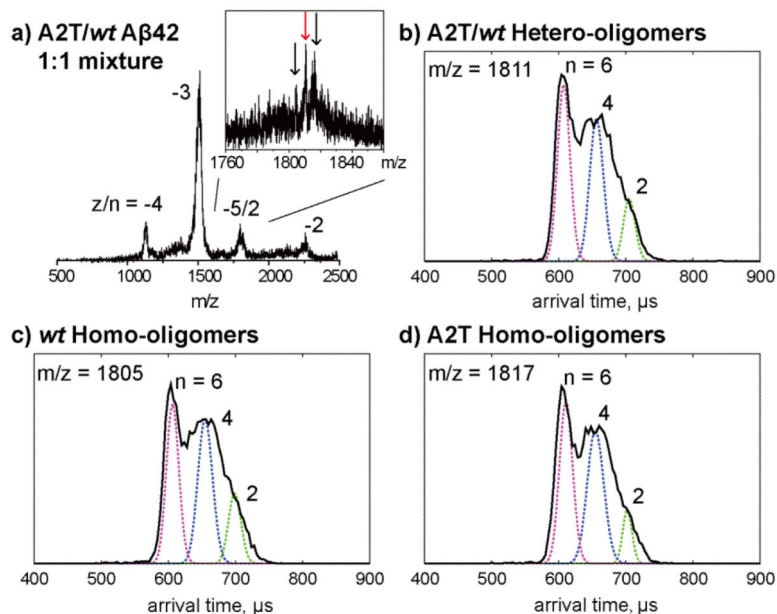 a) A2T/wt Aβ42
1:1 mixture
-3
z/n = -4
-5/2
-2
500 1000 1500 2000 2500
m/z
1760 1800 1840 m/z
b) A2T/wt Hetero-oligomers
m/z = 1811
n = 6
4
2
400 500 600 700 800 900
arrival time, µs
c) wt Homo-oligomers
m/z = 1805
n = 6
4
2
400 500 600 700 800 900
arrival time, µs
d) A2T Homo-oligomers
m/z = 1817
n = 6
4
2
400 500 600 700 800 900
arrival time, µs